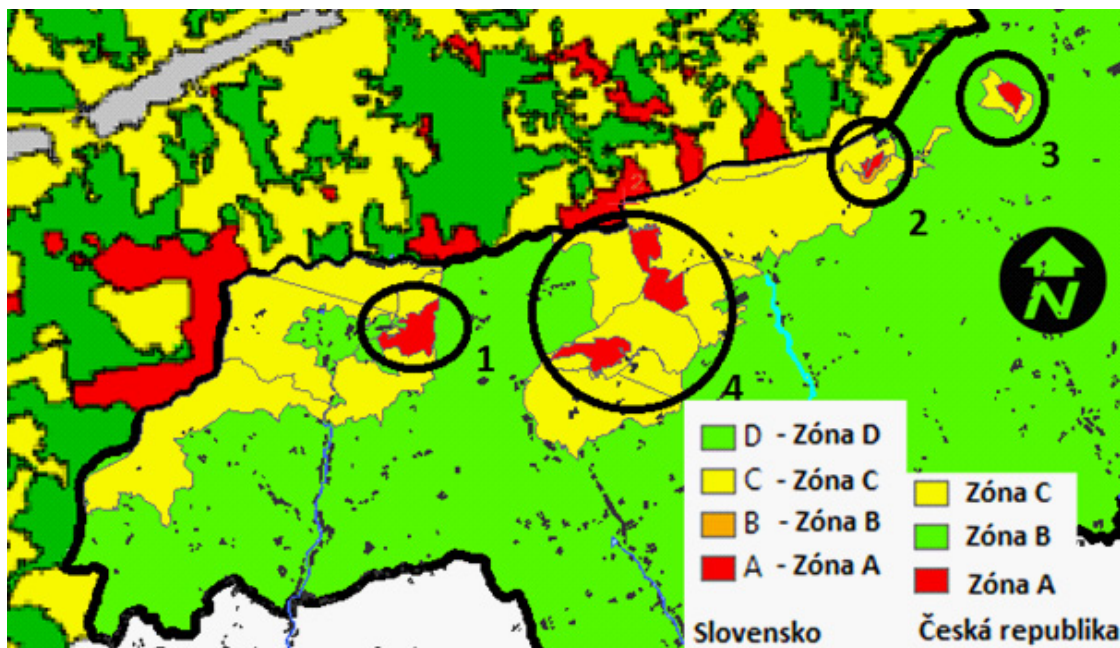 3
2
N
1
4
D - Zóna D
C - Zóna C
B - Zóna B
A - Zóna A
Slovensko
Zóna C
Zóna B
Zóna A
Česká republika